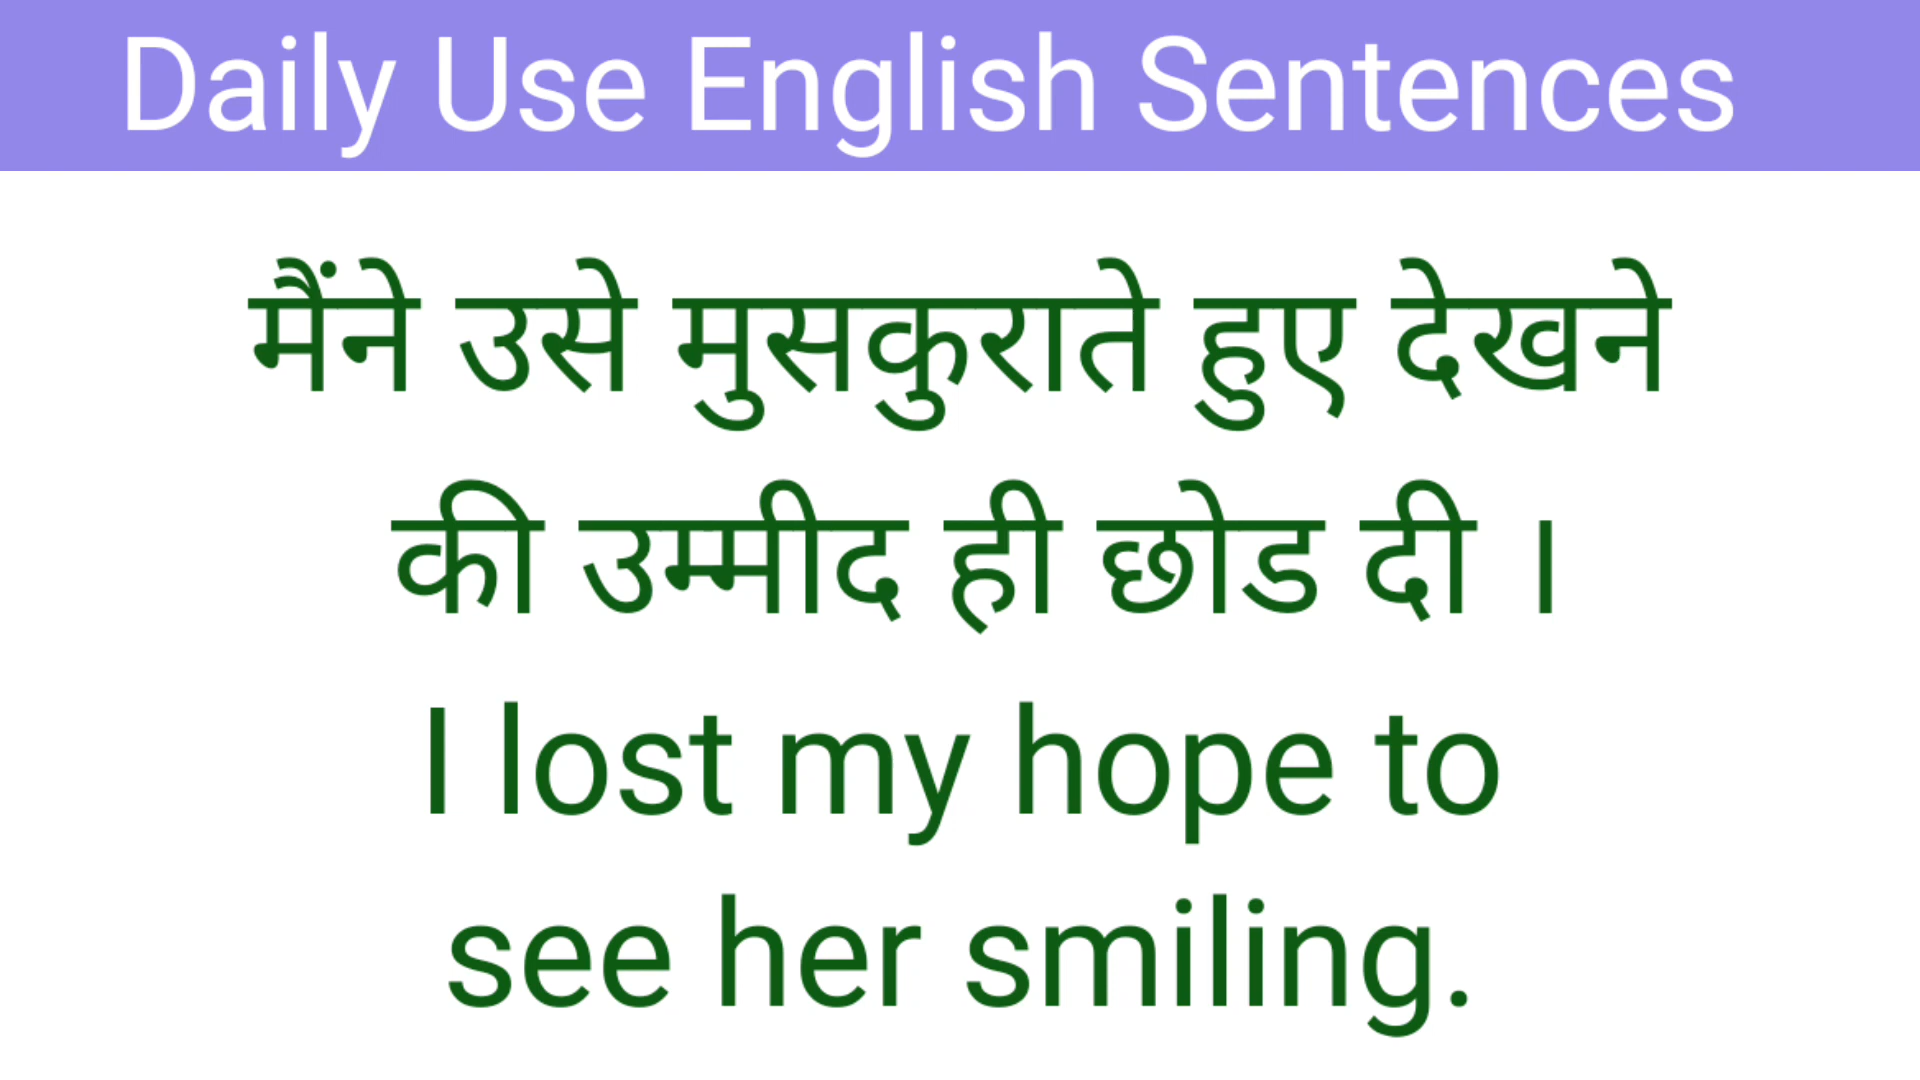 Daily Use English Sentences
मैंने उसे मुसकुराते हुए देखने
की उम्मीद ही छोड दी ।
I lost my hope to
see her smiling.